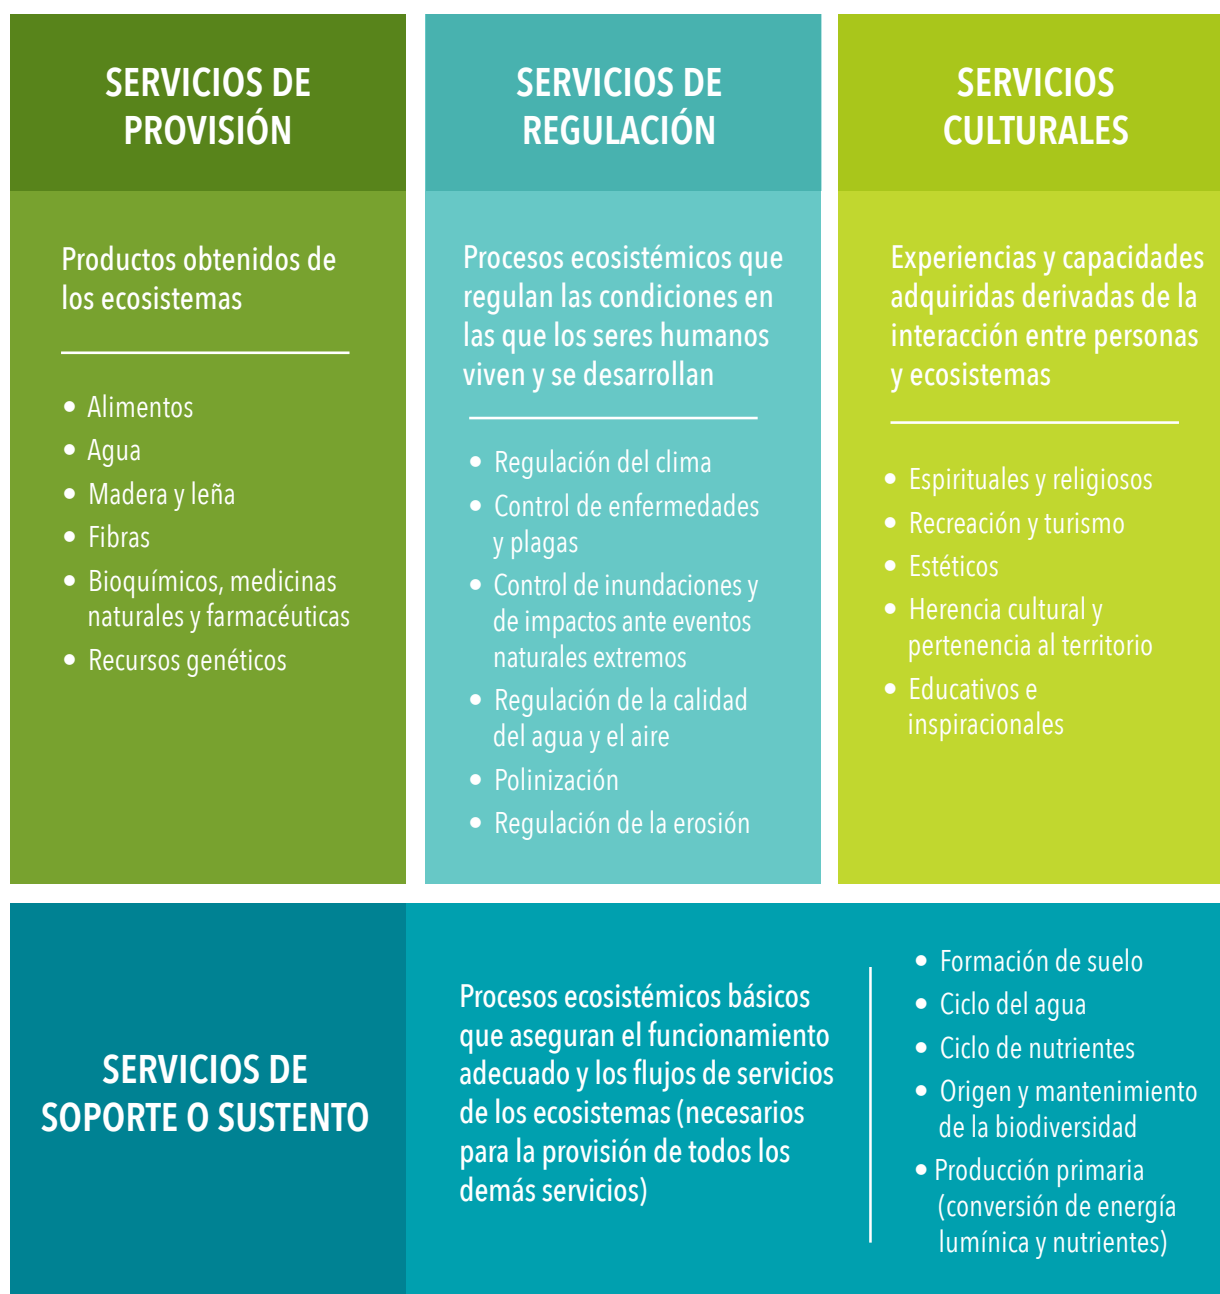 SERVICIOS DE
PROVISIÓN
Productos obtenidos de
los ecosistemas
• Alimentos
• Agua
• Madera y leña
• Fibras
• Bioquímicos, medicinas
naturales y farmacéuticas
• Recursos genéticos
SERVICIOS DE
REGULACIÓN
Procesos ecosistémicos que
regulan las condiciones en
las que los seres humanos
viven y se desarrollan
• Regulación del clima
• Control de enfermedades
y plagas
• Control de inundaciones y
de impactos ante eventos
naturales extremos
• Regulación de la calidad
del agua y el aire
• Polinización
• Regulación de la erosión
SERVICIOS
CULTURALES
Experiencias y capacidades
adquiridas derivadas de la
interacción entre personas
y ecosistemas
• Espirituales y religiosos
• Recreación y turismo
• Estéticos
• Herencia cultural y
pertenencia al territorio
• Educativos e
inspiracionales
SERVICIOS DE
SOPORTE O SUSTENTO
Procesos ecosistémicos básicos
que aseguran el funcionamiento
adecuado y los flujos de servicios
de los ecosistemas (necesarios
para la provisión de todos los
demás servicios)
• Formación de suelo
• Ciclo del agua
• Ciclo de nutrientes
• Origen y mantenimiento
de la biodiversidad
• Producción primaria
(conversión de energía
lumínica y nutrientes)